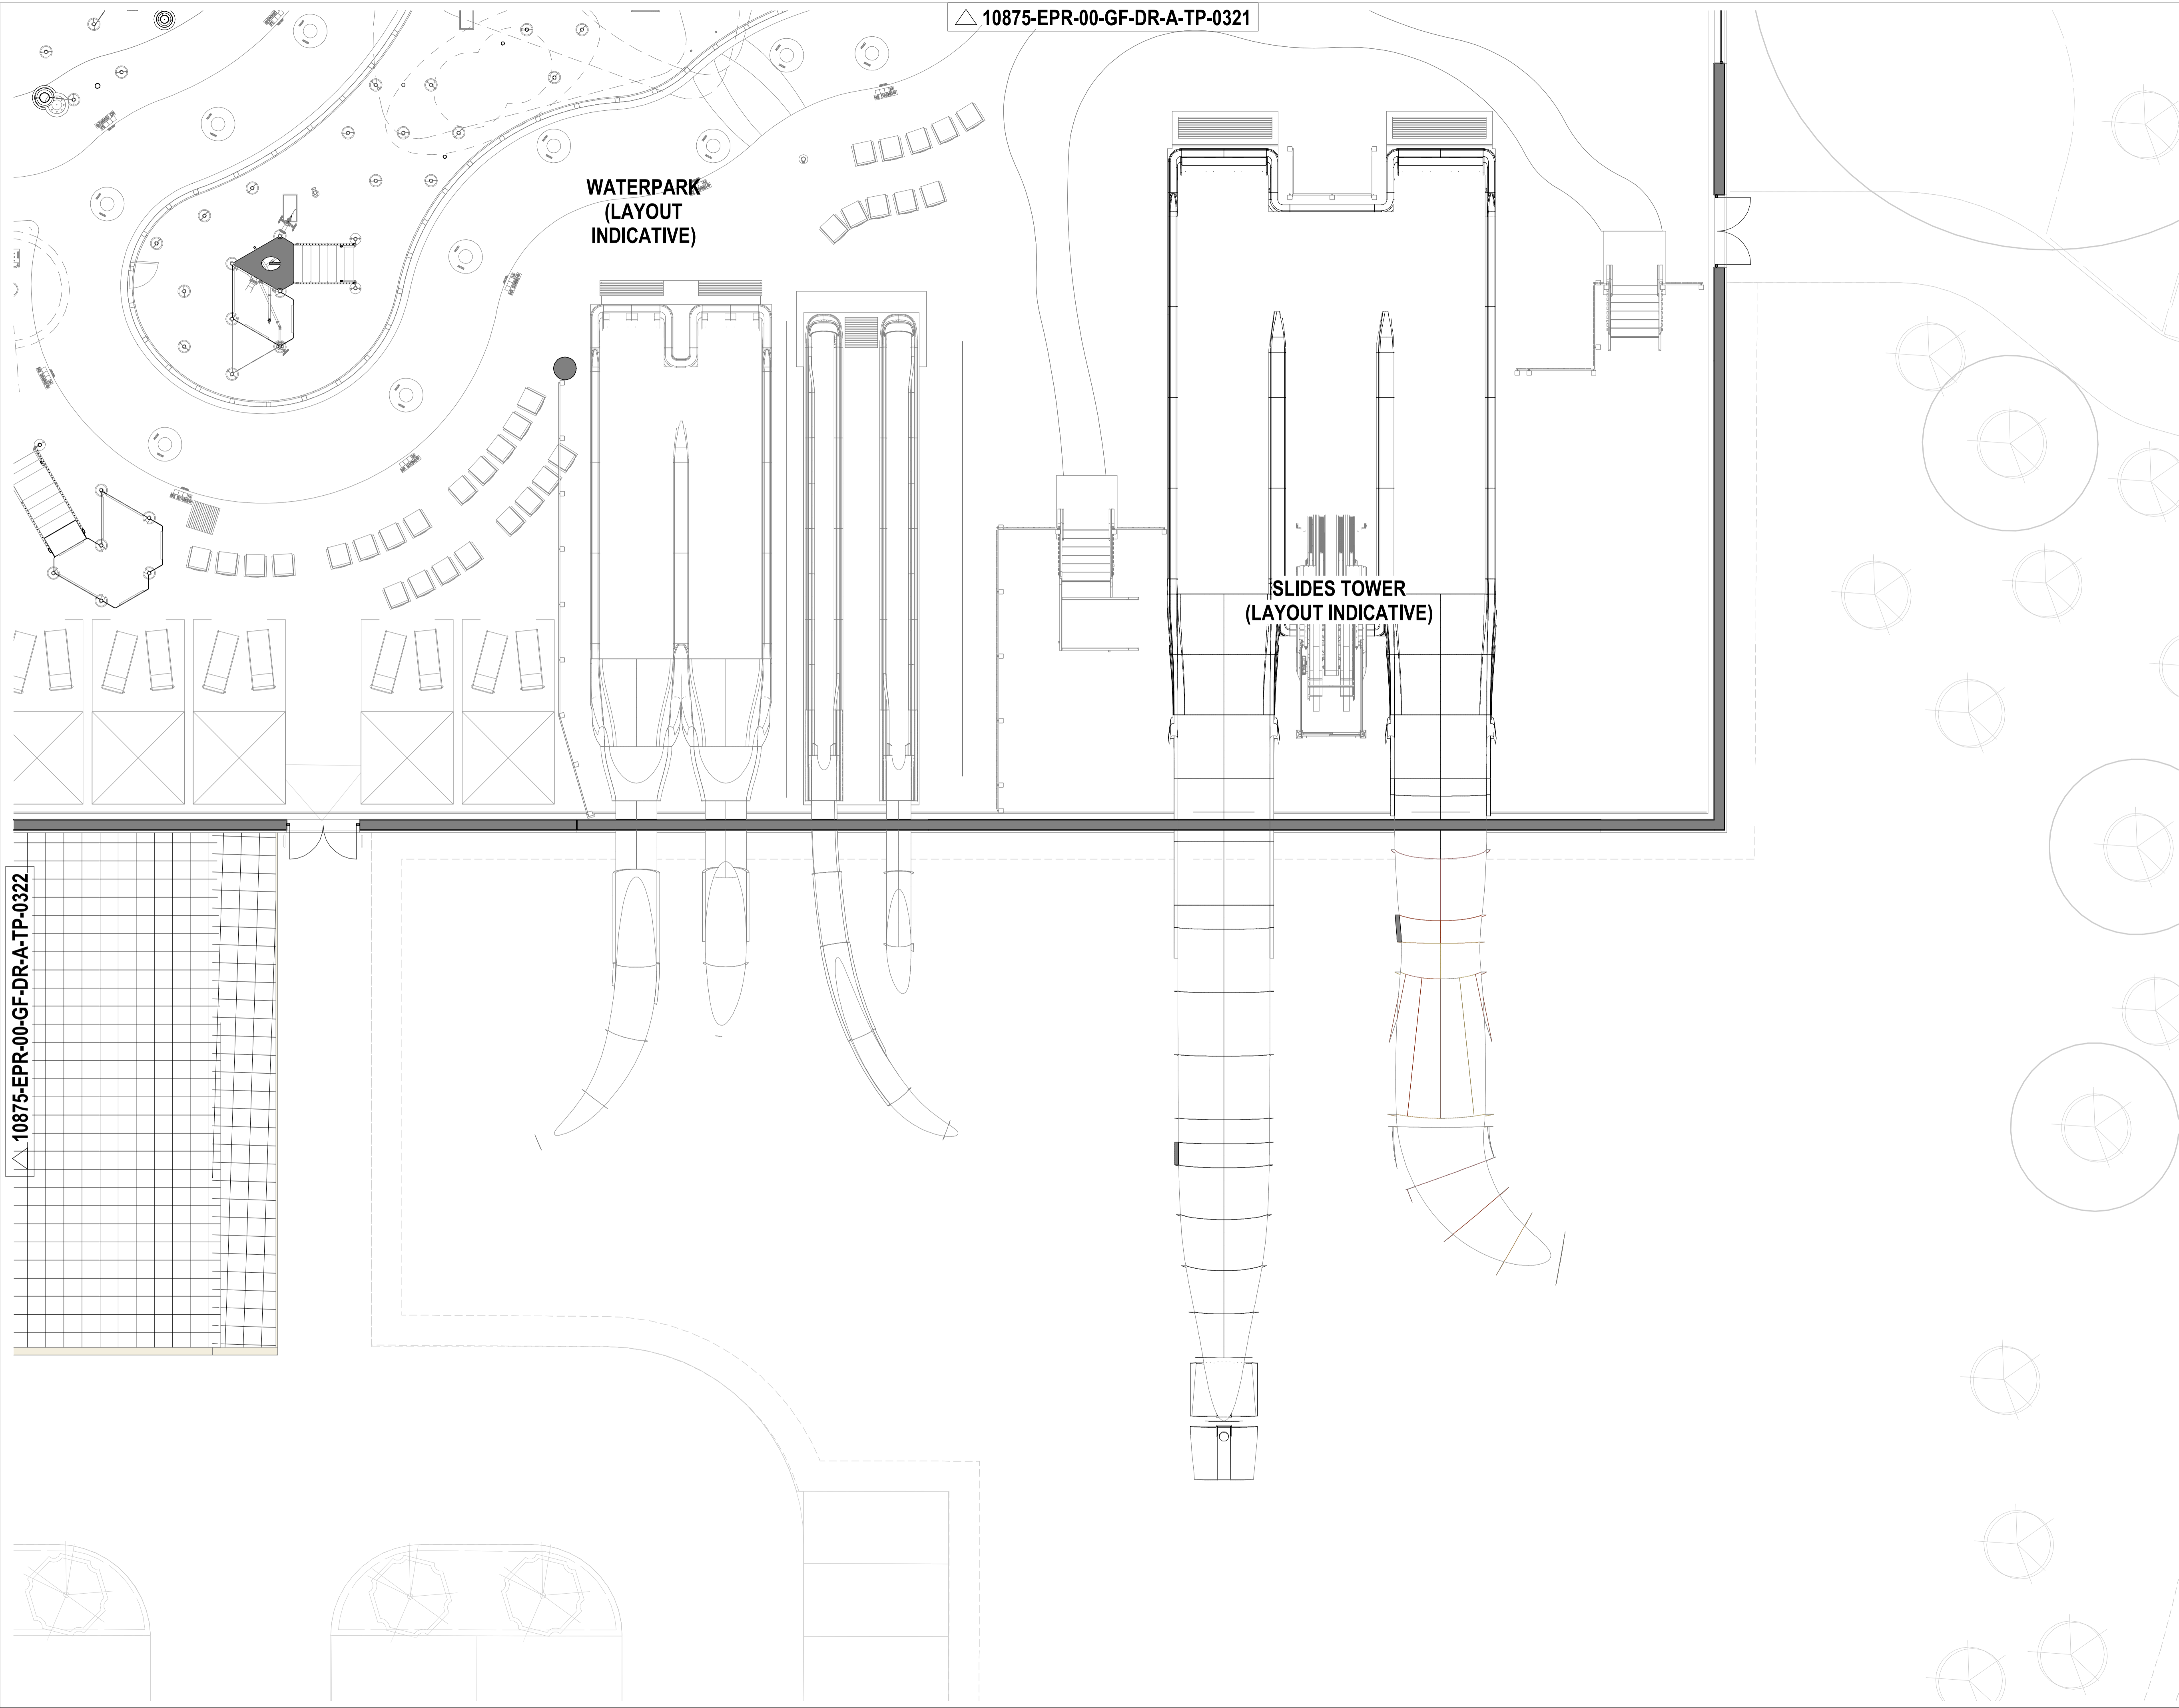 10875-EPR-00-GF-DR-A-TP-0321
WATERPARK
(LAYOUT
INDICATIVE)
SLIDES TOWER
(LAYOUT INDICATIVE)
10875-EPR-00-GF-DR-A-TP-0322